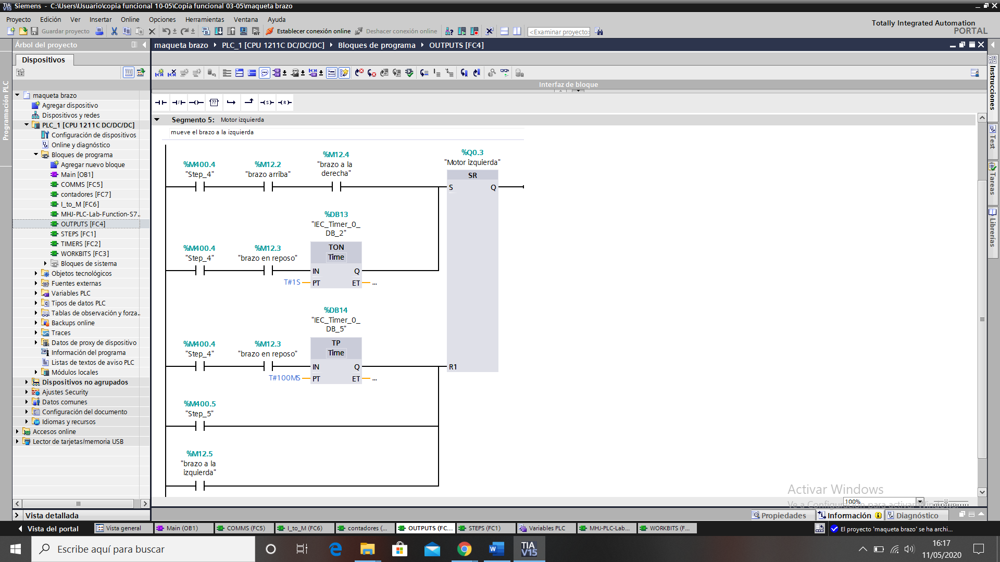 Siemens  -  C:\Users\Usuario\copia funcional 10-05\Copia funcional 03-05\maqueta brazo
Proyecto Edición Ver Insertar Online Opciones Herramientas Ventana Ayuda
Totally Integrated Automation
PORTAL
Guardar proyecto
Establecer conexión online
Deshacer conexión online
<Examinar proyecto>
Árbol del proyecto
maqueta brazo ▸ PLC_1 [CPU 1211C DC/DC/DC] ▸ Bloques de programa ▸ OUTPUTS [FC4]
Dispositivos
Programación PLC
maqueta brazo
Agregar dispositivo
Dispositivos y redes
PLC_1 [CPU 1211C DC/DC/DC]
Configuración de dispositivos
Online y diagnóstico
Bloques de programa
Agregar nuevo bloque
Main [OB1]
COMMS [FC5]
contadores [FC7]
I_to_M [FC6]
MHJ-PLC-Lab-Function-S7..
OUTPUTS [FC4]
STEPS [FC1]
TIMERS [FC2]
WORKBITS [FC3]
Bloques de sistema
Objetos tecnológicos
Fuentes externas
Variables PLC
Tipos de datos PLC
Tablas de observación y forza..
Backups online
Traces
Datos de proxy de dispositivo
Información del programa
Listas de textos de aviso PLC
Módulos locales
Dispositivos no agrupados
Ajustes Security
Datos comunes
Configuración del documento
Idiomas y recursos
Accesos online
Lector de tarjetas/memoria USB
Vista detallada
Interfaz de bloque
Segmento 5: Motor izquierda
mueve el brazo a la izquierda
%M400.4
"Step_4"
%M12.2
"brazo arriba"
%M12.4
"brazo a la
derecha"
%Q0.3
"Motor izquierda"
SR
S
Q
%DB13
"IEC_Timer_0_
DB_2"
%M400.4
"Step_4"
%M12.3
"brazo en reposo"
TON
Time
IN
Q
T#1S
PT
ET
...
%DB14
"IEC_Timer_0_
DB_5"
%M400.4
"Step_4"
%M12.3
"brazo en reposo"
TP
Time
IN
Q
R1
T#100MS
PT
ET
...
%M400.5
"Step_5"
%M12.5
"brazo a la
izquierda"
Instrucciones
Test
Tareas
Librerías
Activar Windows
Ve a Configuración para activar Windows.
100%
Propiedades
Información
Diagnóstico
Vista del portal
Vista general
Main (OB1)
COMMS (FC5)
I_to_M (FC6)
contadores (...
OUTPUTS (FC...
STEPS (FC1)
Variables PLC
MHJ-PLC-Lab...
WORKBITS (F...
El proyecto 'maqueta brazo' se ha archi...
Escribe aquí para buscar
TIA
V15
16:17
11/05/2020